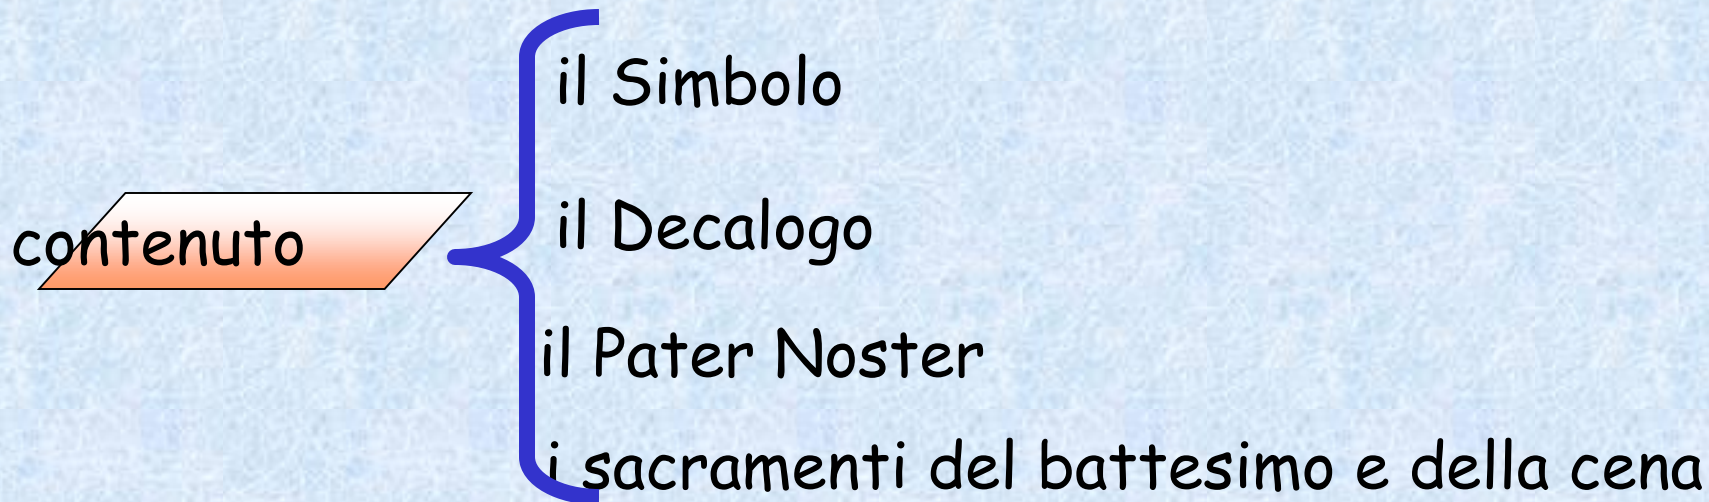 contenuto
il Simbolo
il Decalogo
il Pater Noster
i sacramenti del battesimo e della cena